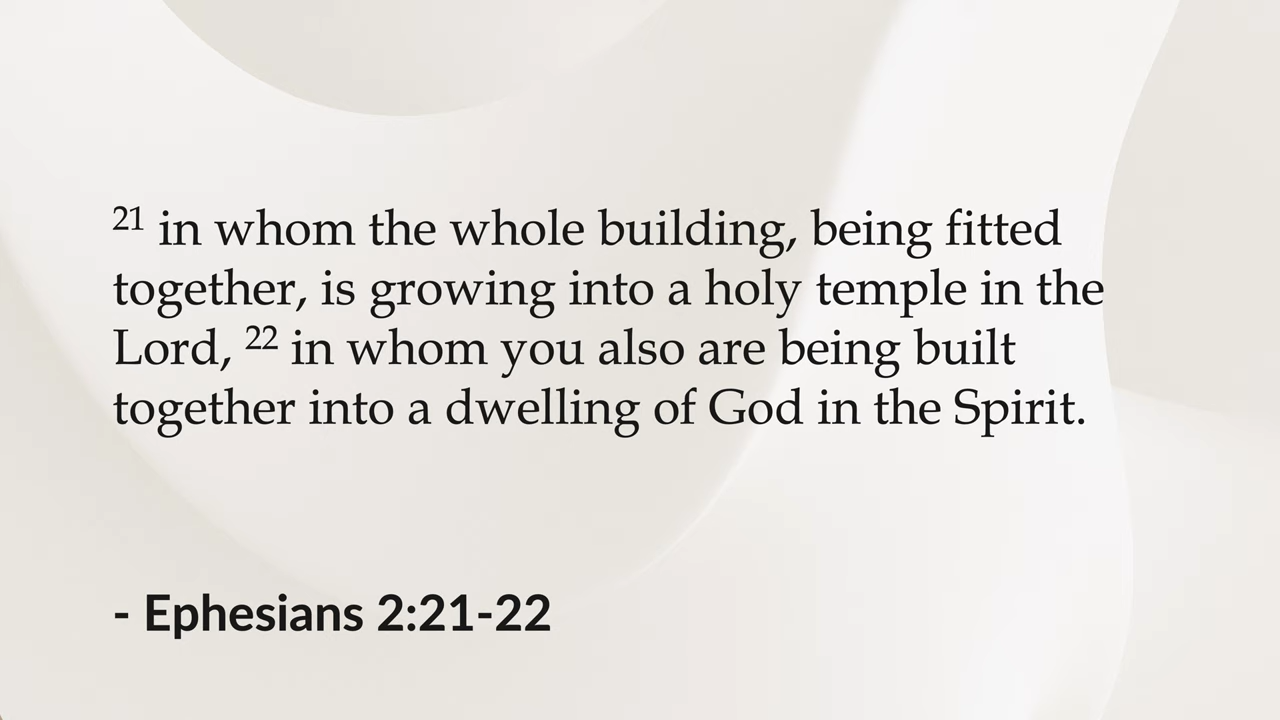 21 in whom the whole building, being fitted
together, is growing into a holy temple in the
Lord, 22 in whom you also are being built
together into a dwelling of God in the Spirit.
- Ephesians 2:21-22